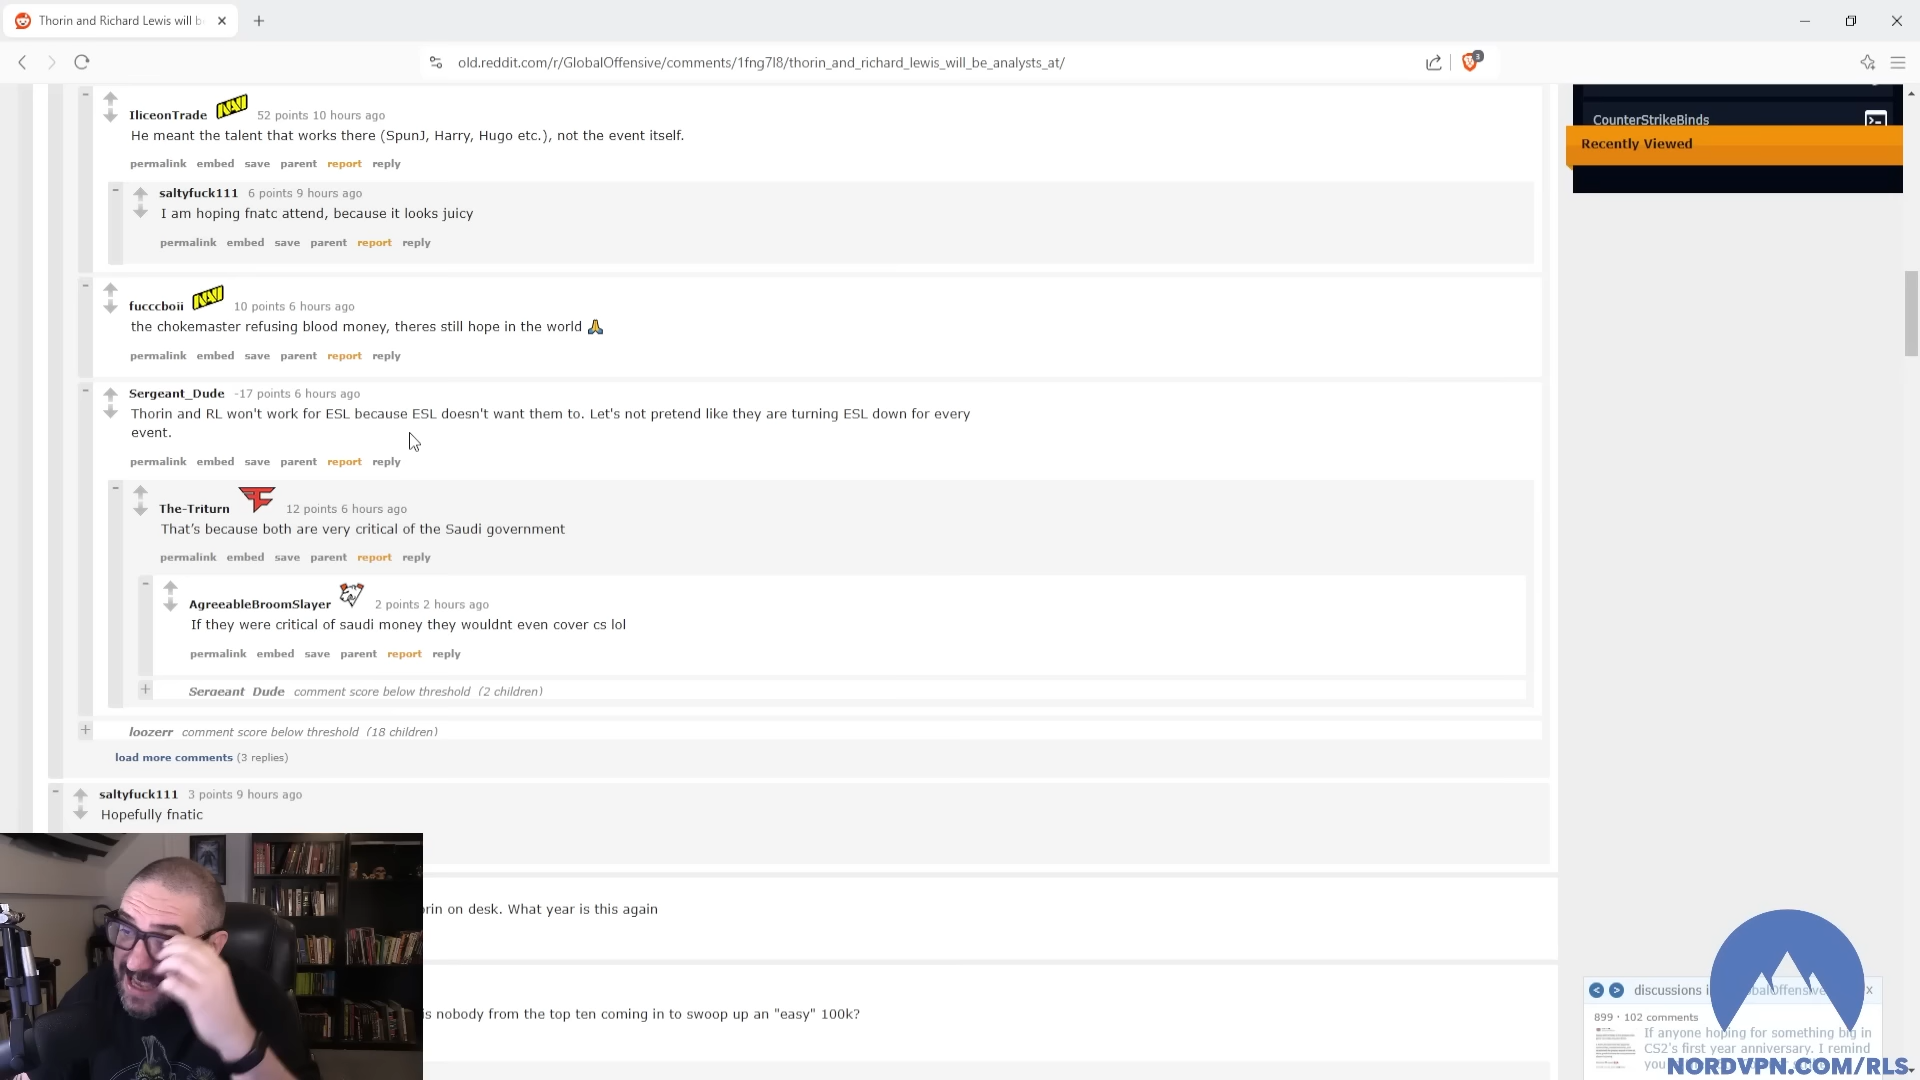 Thorin and Richard Lewis will b
old.reddit.com/r/GlobalOffensive/comments/1fng7l8/thorin_and_richard_lewis_will_be_analysts_at/
3
CounterStrikeBinds
Recently Viewed
IliceonTrade NAVI 52 points 10 hours ago
He meant the talent that works there (SpunJ, Harry, Hugo etc.), not the event itself.
permalink embed save parent report reply
saltyfuck111 6 points 9 hours ago
I am hoping fnatc attend, because it looks juicy
permalink embed save parent report reply
fucccboii NAVI 10 points 6 hours ago
the chokemaster refusing blood money, theres still hope in the world 🙏
permalink embed save parent report reply
Sergeant_Dude -17 points 6 hours ago
Thorin and RL won't work for ESL because ESL doesn't want them to. Let's not pretend like they are turning ESL down for every
event.
permalink embed save parent report reply
The-Triturn 12 points 6 hours ago
That's because both are very critical of the Saudi government
permalink embed save parent report reply
AgreeableBroomSlayer 2 points 2 hours ago
If they were critical of saudi money they wouldnt even cover cs lol
permalink embed save parent report reply
Sergeant_Dude comment score below threshold (2 children)
loozerr comment score below threshold (18 children)
load more comments (3 replies)
saltyfuck111 3 points 9 hours ago
Hopefully fnatic
orin on desk. What year is this again
is nobody from the top ten coming in to swoop up an "easy" 100k?
discussions balOffensive x
899 · 102 comments
If anyone hoping for something big in
CS2's first year anniversary. I remind
NORDVPN.COM/RLS